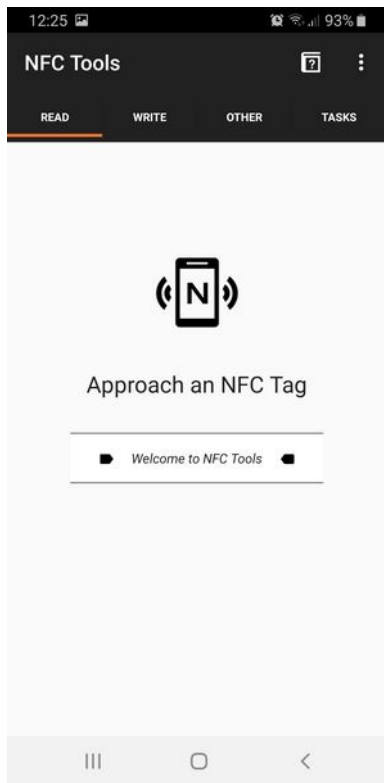 12:25 93%
NFC Tools
READ WRITE OTHER TASKS
N
Approach an NFC Tag
Welcome to NFC Tools